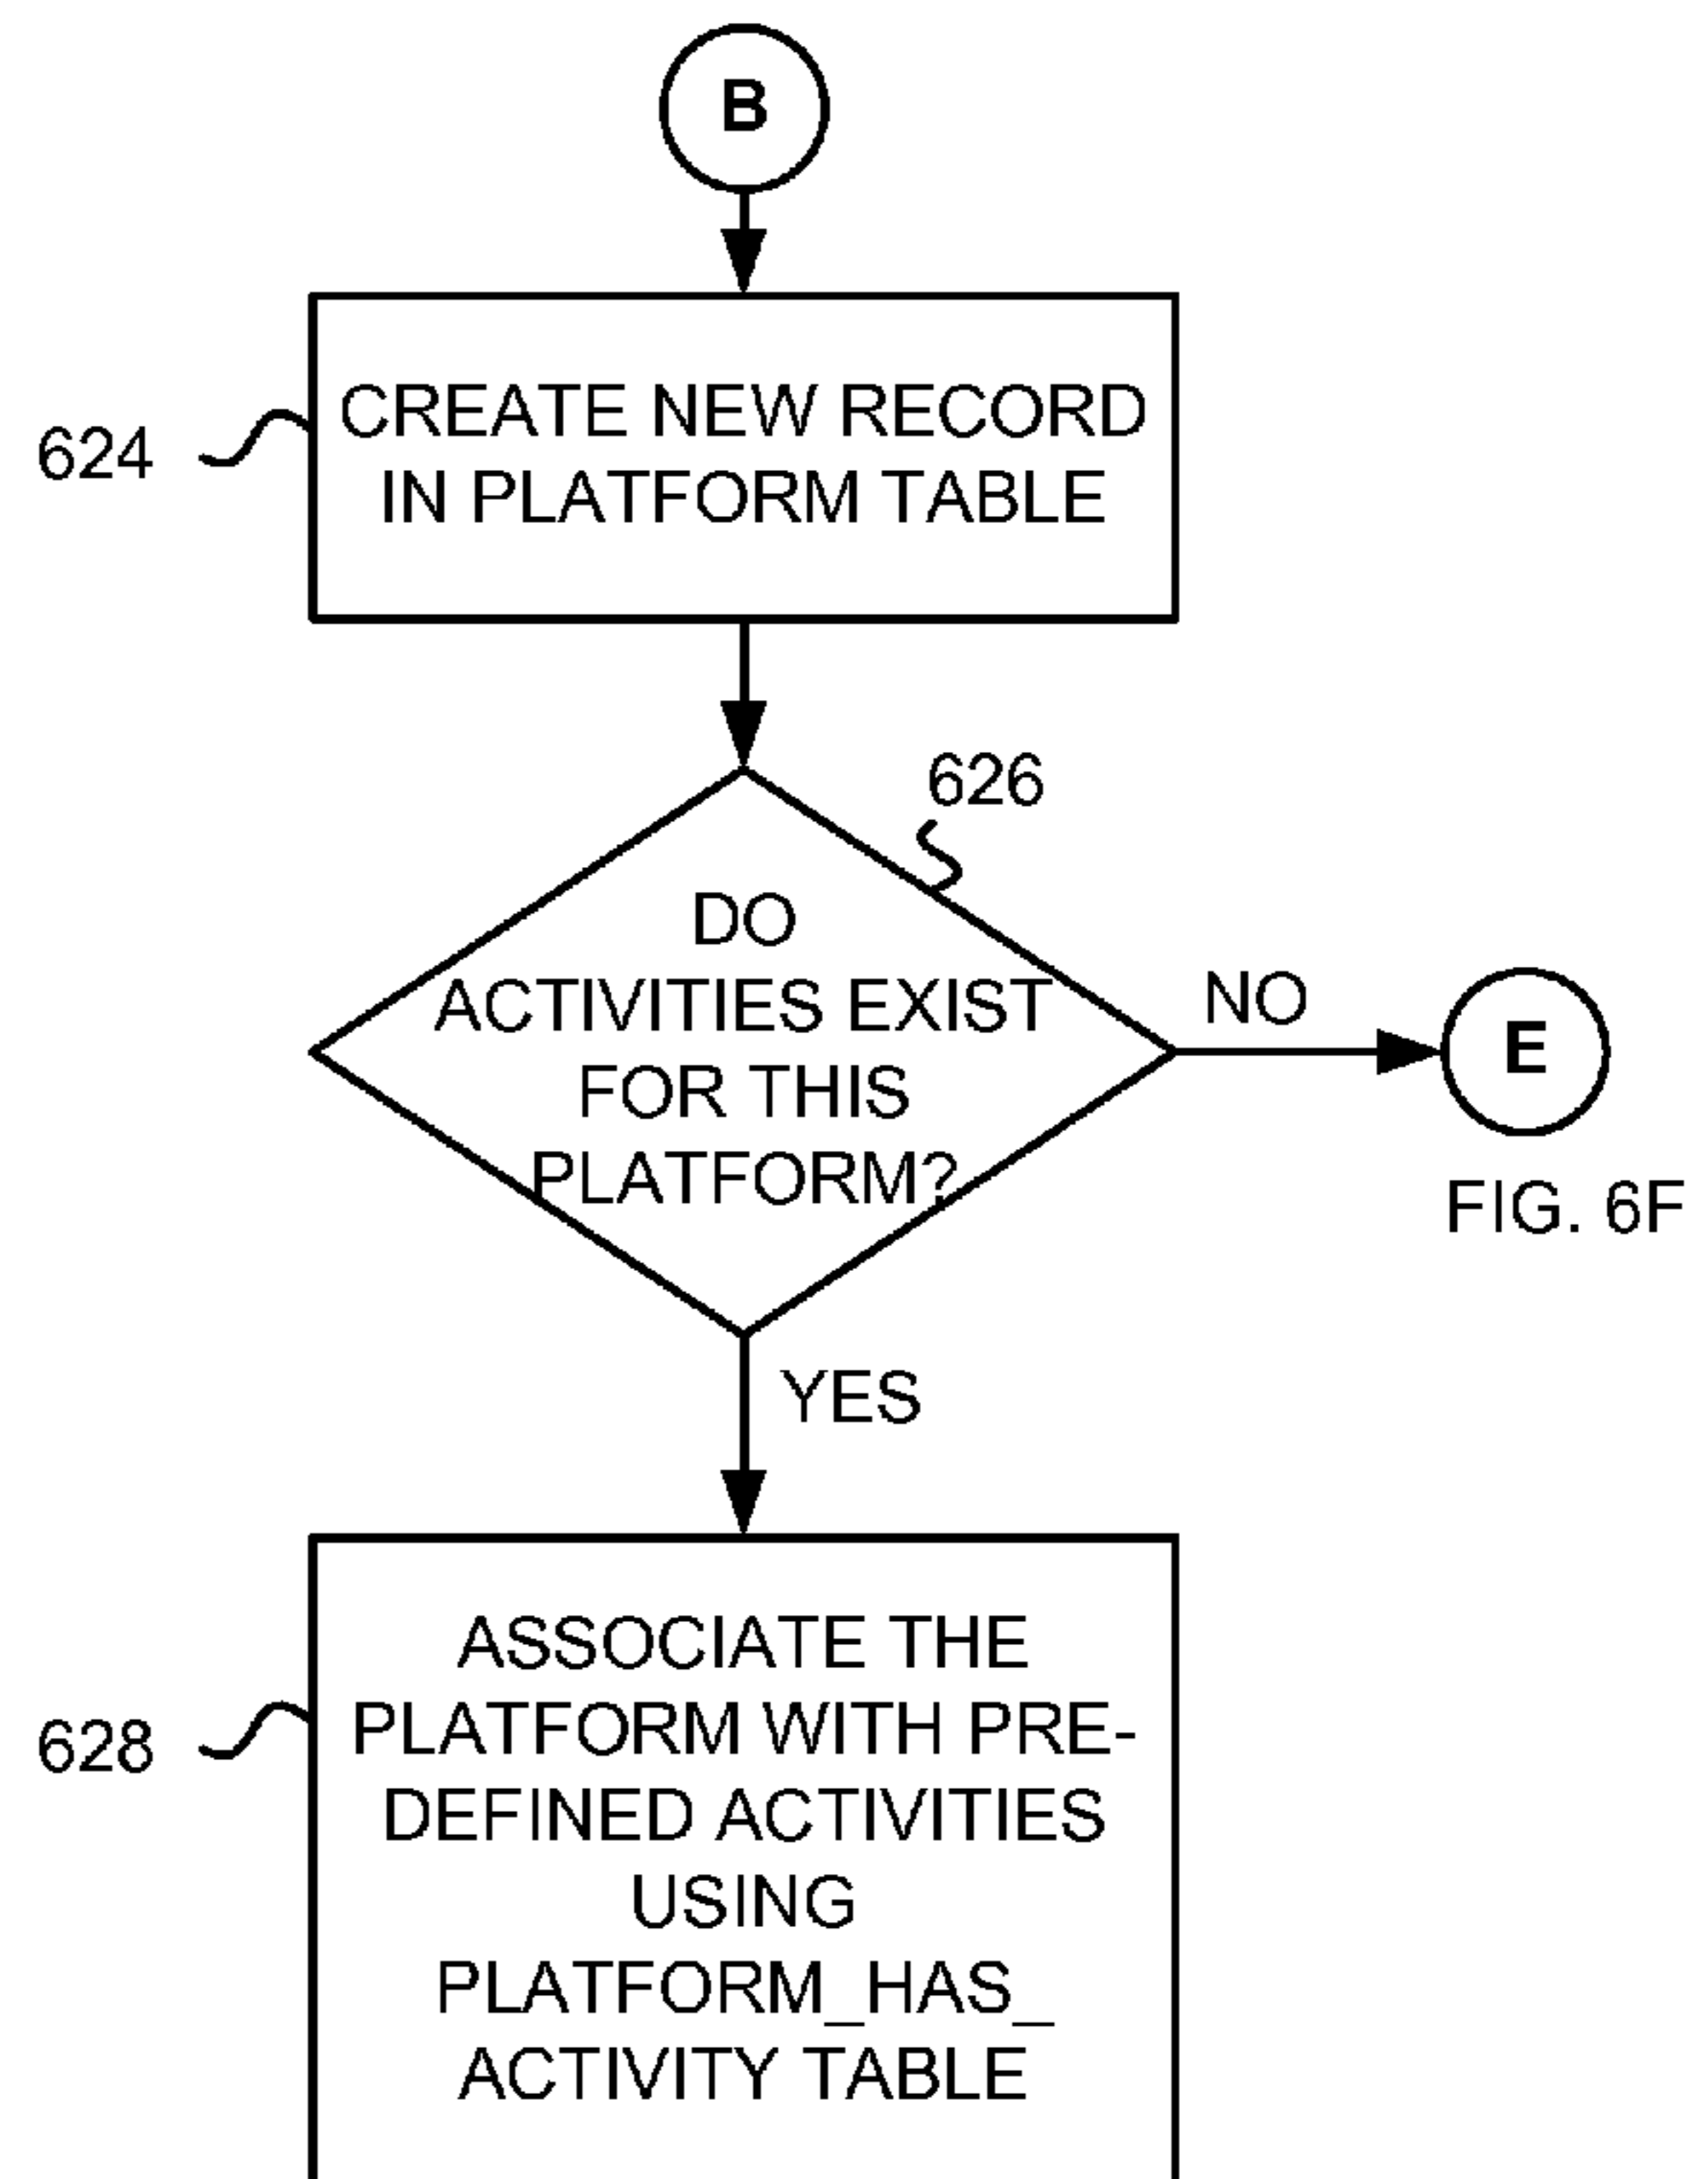 B
CREATE NEW RECORD
IN PLATFORM TABLE
624
626
DO
ACTIVITIES EXIST
FOR THIS
PLATFORM?
NO
E
FIG. 6F
YES
ASSOCIATE THE
PLATFORM WITH PRE-
DEFINED ACTIVITIES
USING
PLATFORM_HAS_
ACTIVITY TABLE
628